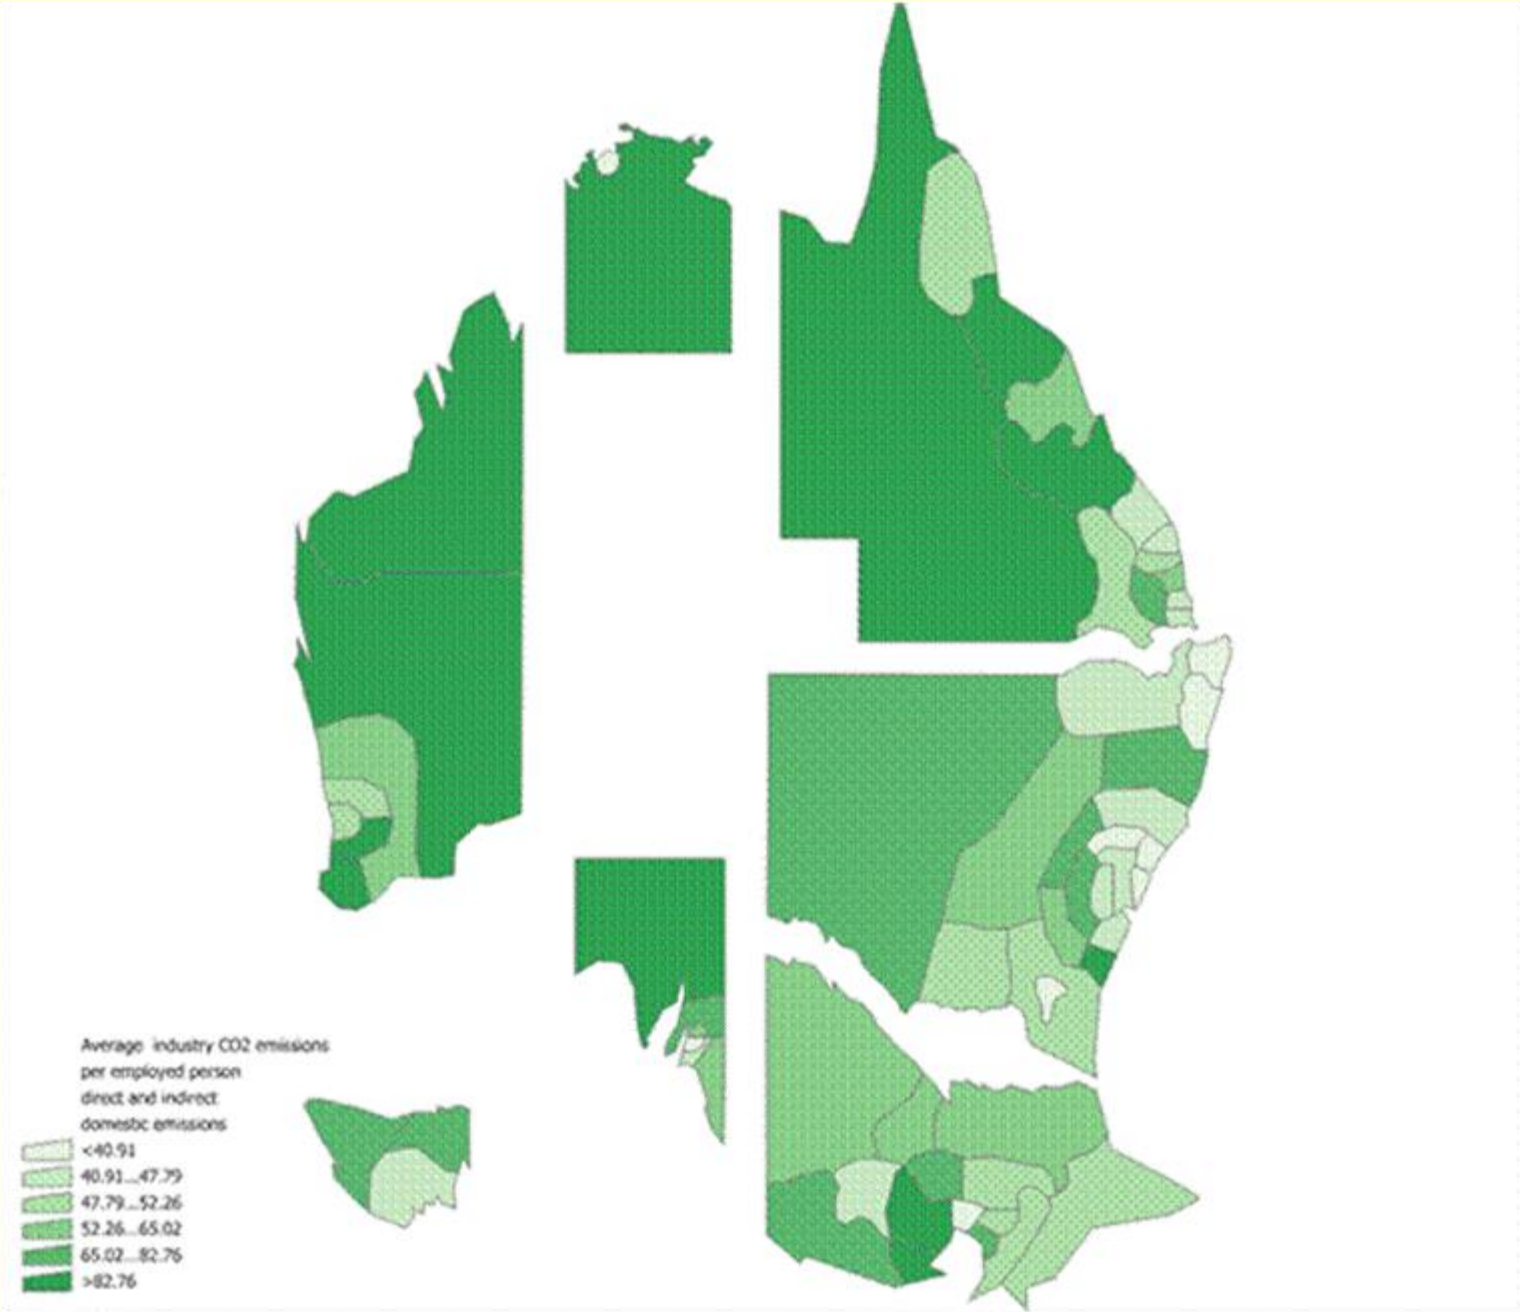 Average industry CO2 emissions
per employed person
direct and indirect
domestic emissions
<40.91
40.91...47.79
47.79...52.26
52.26...65.02
65.02...82.76
>82.76